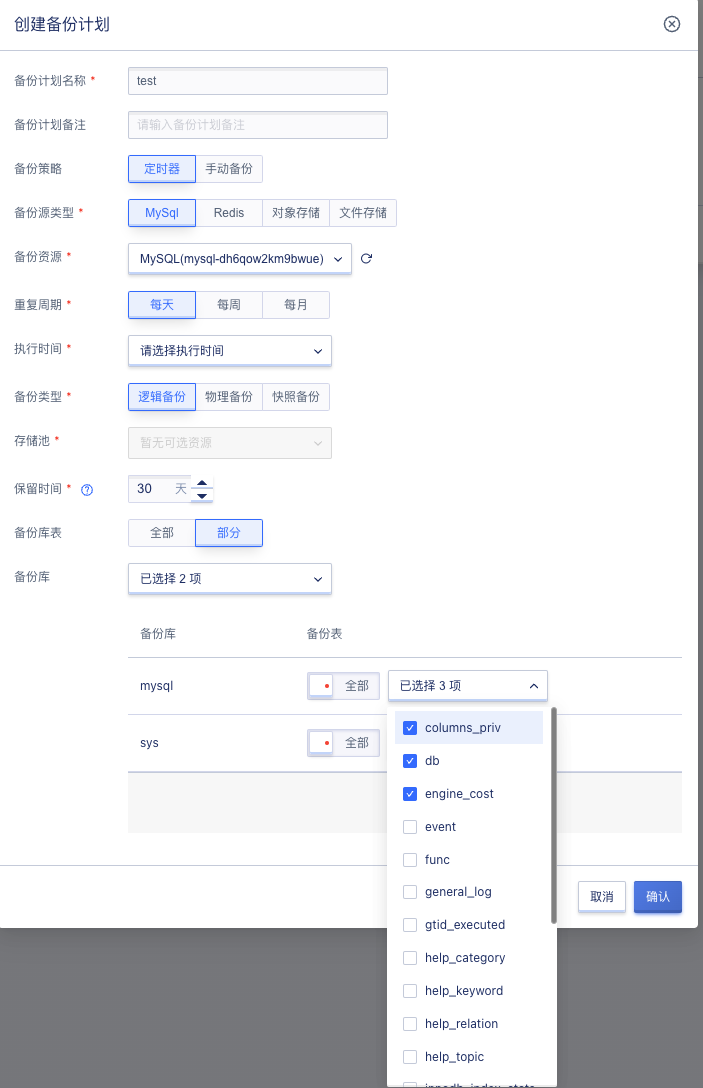 创建备份计划
备份计划名称 * test
备份计划备注 请输入备份计划备注
备份策略 定时器 手动备份
备份源类型 * MySql Redis 对象存储 文件存储
备份资源 * MySQL(mysql-dh6qow2km9bwue)
重复周期 * 每天 每周 每月
执行时间 * 请选择执行时间
备份类型 * 逻辑备份 物理备份 快照备份
存储池 * 暂无可选资源
保留时间 * ? 30 天
备份库表 全部 部分
备份库 已选择 2 项
备份库 备份表
mysql 全部 已选择 3 项
sys 全部
columns_priv
db
engine_cost
event
func
general_log
gtid_executed
help_category
help_keyword
help_relation
help_topic
innodb_index_stats
取消 确认